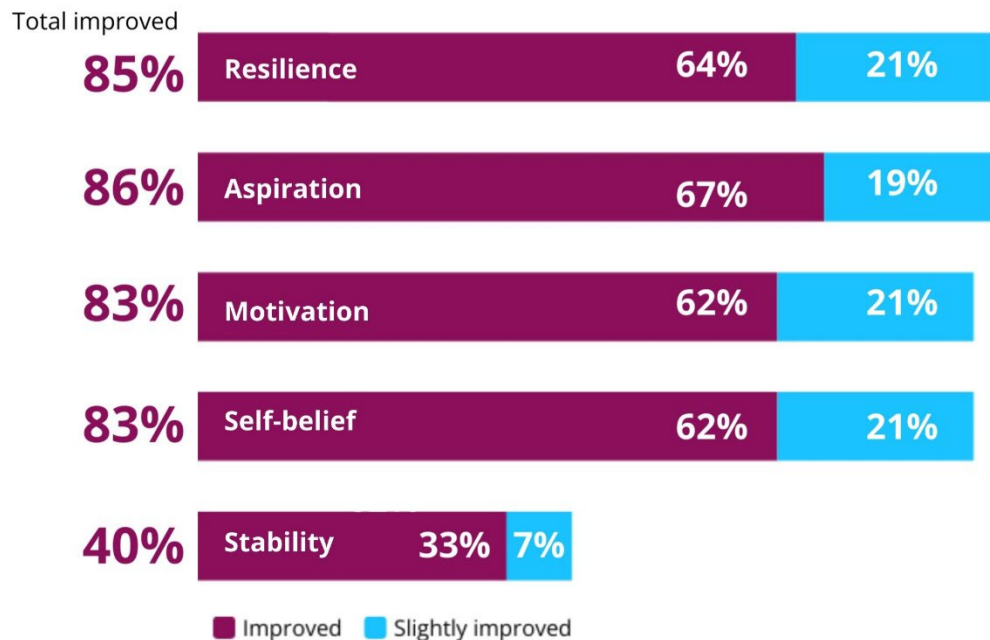 Total improved
85% Resilience 64% 21%
86% Aspiration 67% 19%
83% Motivation 62% 21%
83% Self-belief 62% 21%
40% Stability 33% 7%
Improved Slightly improved